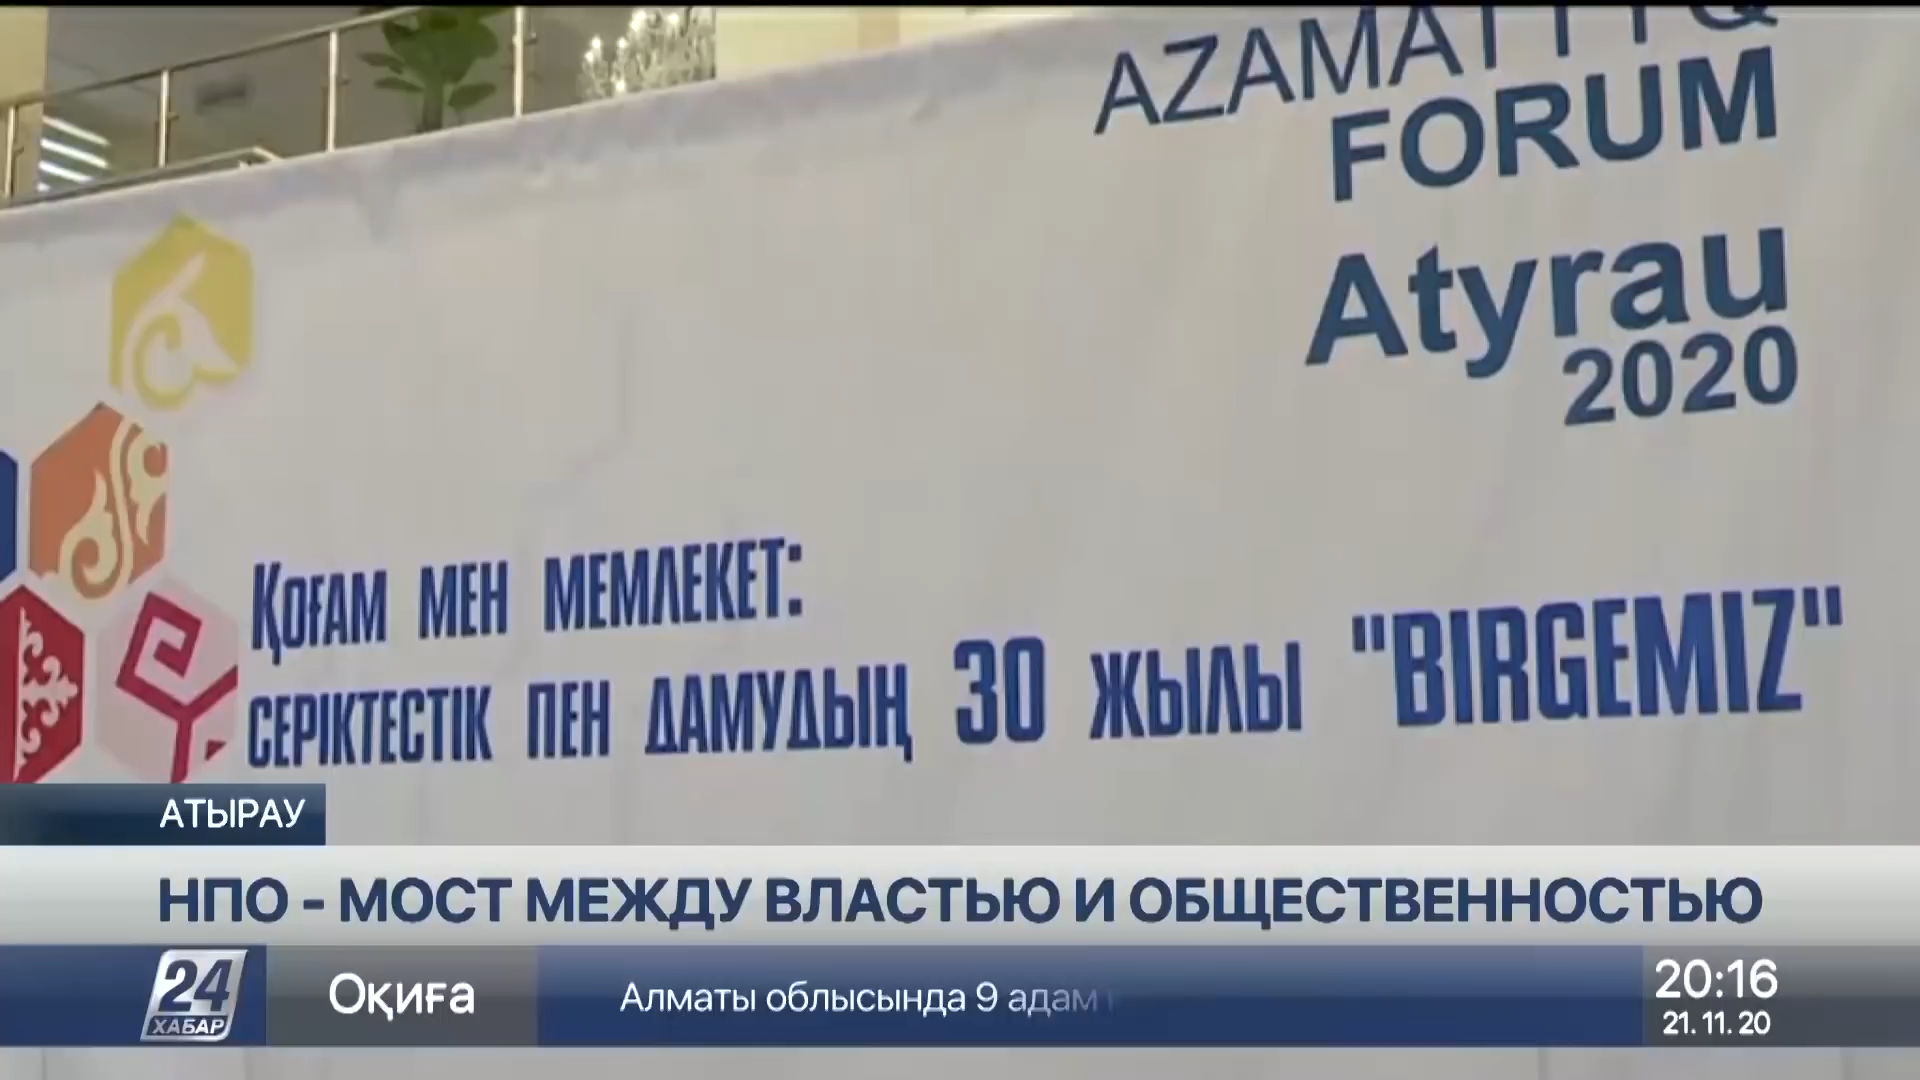 FORUM
Atyrau
2020
Қоғам мен мемлекет:
серіктестік пен дамудың 30 жылы "BIRGEMIZ"
АТЫРАУ
НПО - МОСТ МЕЖДУ ВЛАСТЬЮ И ОБЩЕСТВЕННОСТЬЮ
24
ХАБАР
Оқиға
Алматы облысында 9 адам
20:16
21.11.20